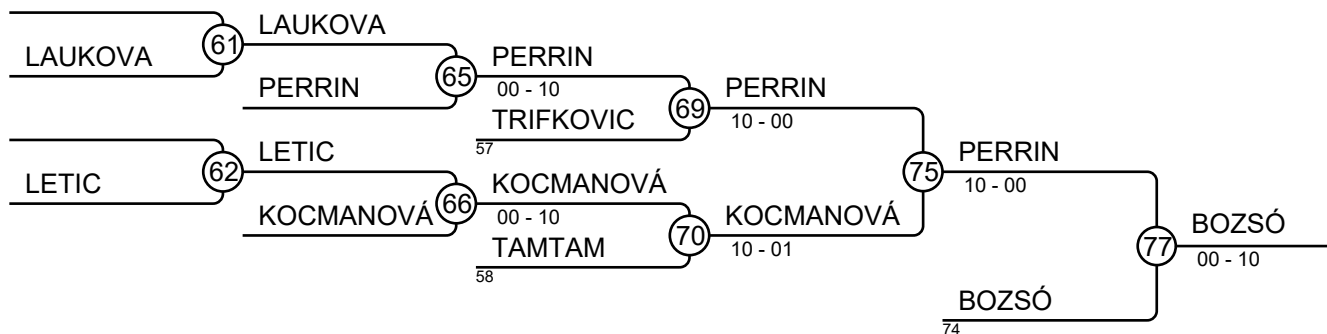 LAUKOVA
61
LAUKOVA
PERRIN
65
PERRIN
00 - 10
TRIFKOVIC
57
69
PERRIN
10 - 00
LETIC
62
LETIC
KOCMANOVÁ
66
KOCMANOVÁ
00 - 10
TAMTAM
58
70
KOCMANOVÁ
10 - 01
75
PERRIN
10 - 00
BOZSÓ
74
77
BOZSÓ
00 - 10